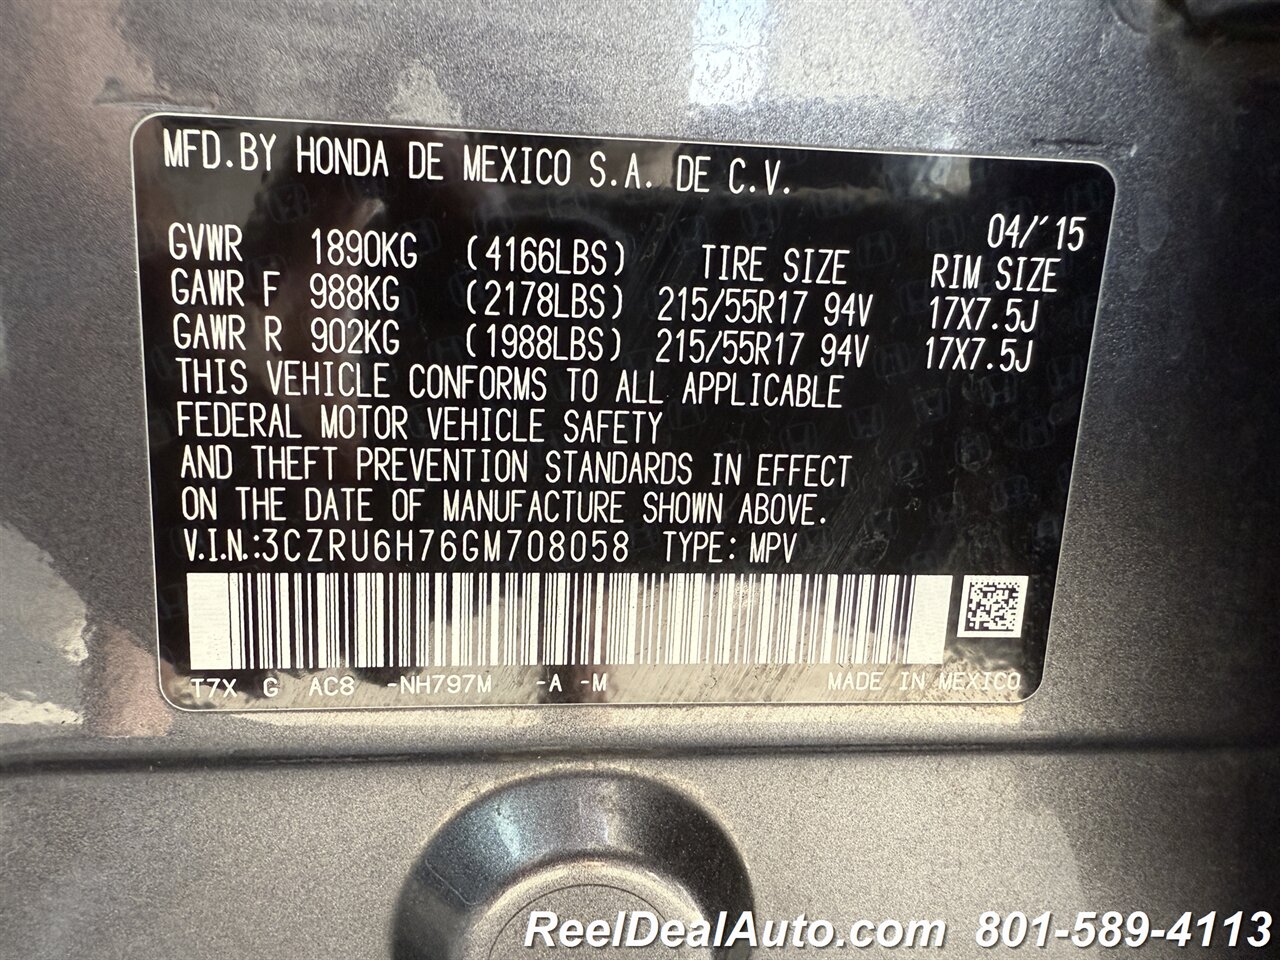 MFD.BY HONDA DE MEXICO S.A. DE C.V.
04/'15
GVWR 1890KG (4166LBS) TIRE SIZE RIM SIZE
GAWR F 988KG (2178LBS) 215/55R17 94V 17X7.5J
GAWR R 902KG (1988LBS) 215/55R17 94V 17X7.5J
THIS VEHICLE CONFORMS TO ALL APPLICABLE
FEDERAL MOTOR VEHICLE SAFETY
AND THEFT PREVENTION STANDARDS IN EFFECT
ON THE DATE OF MANUFACTURE SHOWN ABOVE.
V.I.N.:3CZRU6H76GM708058 TYPE: MPV
T7X G AC8 -NH797M -A -M MADE IN MEXICO
ReelDealAuto.com 801-589-4113